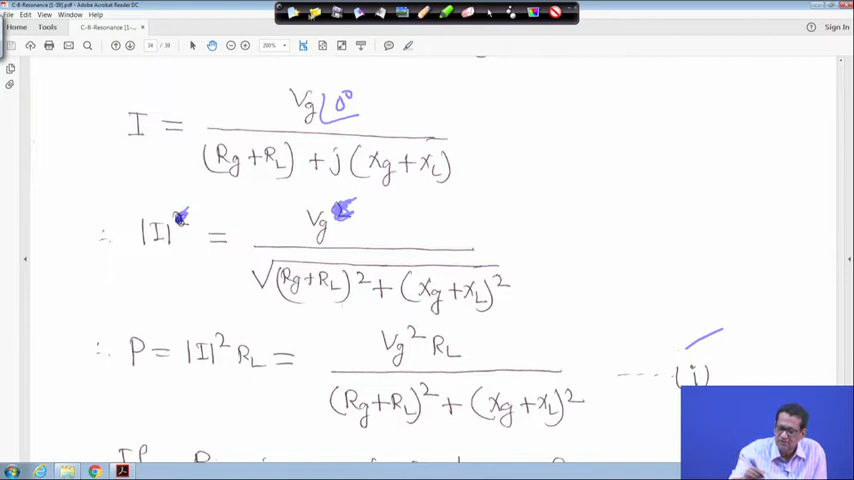 C-8-Resonance [1-39].pdf - Adobe Acrobat Reader DC
File Edit View Window Help
Home Tools C-8-Resonance [1-... × Sign In
34 / 39 200%
I = Vg∠0° / (Rg+RL) + j(Xg+XL)
∴ |I| = Vg / √(Rg+RL)² + (Xg+XL)²
∴ P = |I|² RL = Vg² RL / (Rg+RL)² + (Xg+XL)² ---- (i)